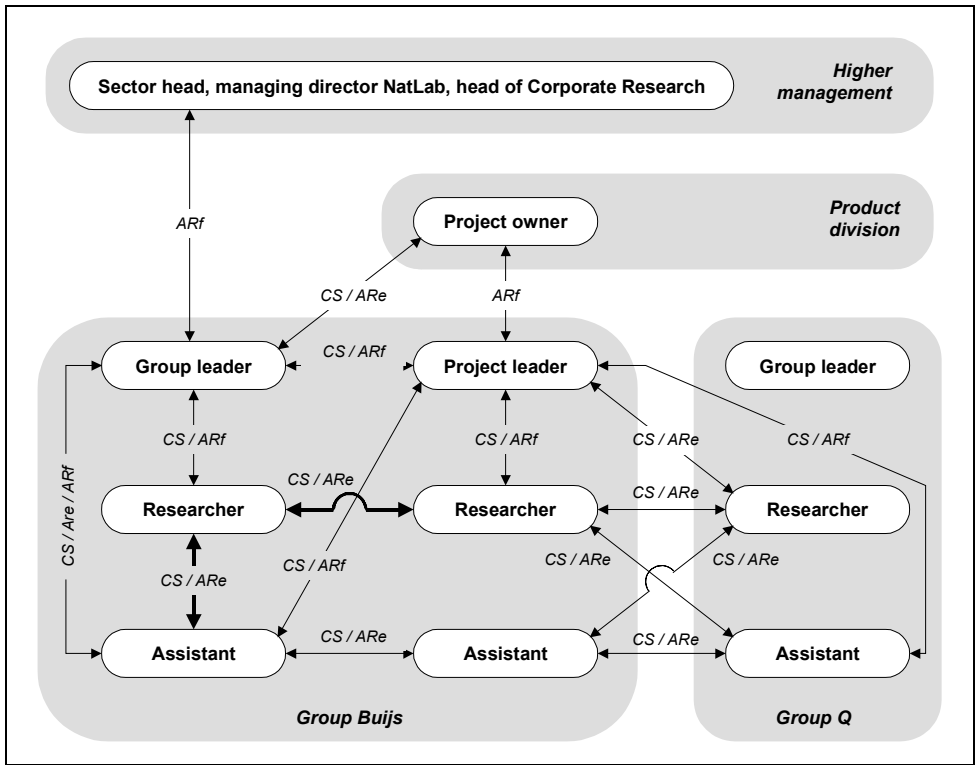 Sector head, managing director NatLab, head of Corporate Research
Higher
management
ARf
Project owner
Product
division
CS / ARe
ARf
Group leader
CS / ARf
Project leader
Group leader
CS / Are / ARf
CS / ARf
CS / ARf
CS / ARe
CS / ARf
Researcher
CS / ARe
Researcher
CS / ARe
Researcher
CS / ARe
CS / ARf
CS / ARe
CS / ARe
Assistant
CS / ARe
Assistant
CS / ARe
Assistant
Group Buijs
Group Q